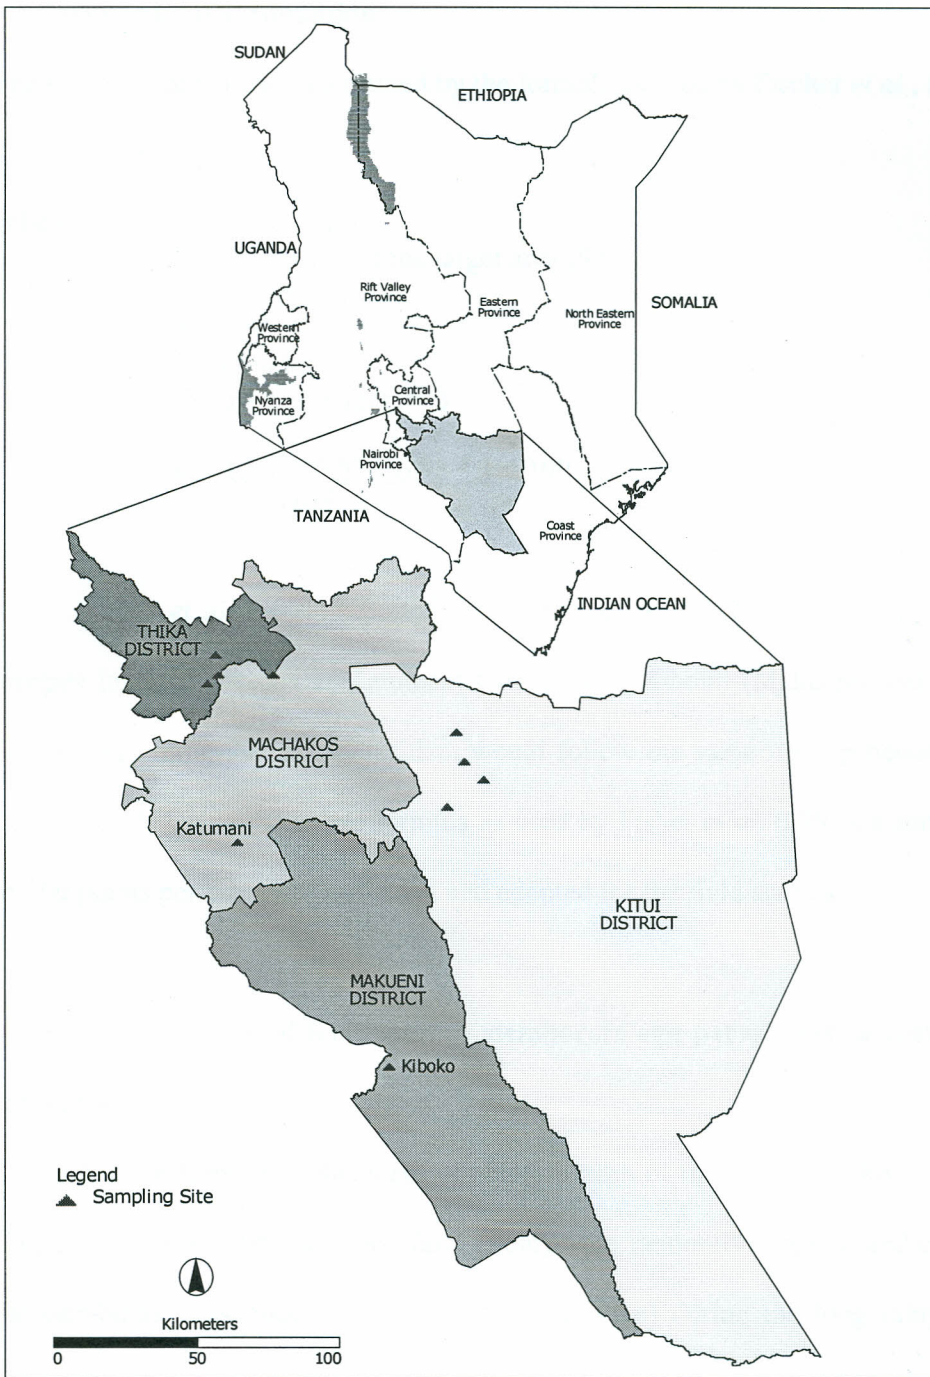 SUDAN
ETHIOPIA
UGANDA
Rift Valley
Province
Eastern
Province
North Eastern
Province
SOMALIA
Western
Province
Nyanza
Province
Central
Province
Nairobi
Province
TANZANIA
Coast
Province
INDIAN OCEAN
THIKA
DISTRICT
MACHAKOS
DISTRICT
Katumani
KITUI
DISTRICT
MAKUENI
DISTRICT
Kiboko
Legend
Sampling Site
Kilometers
0 50 100